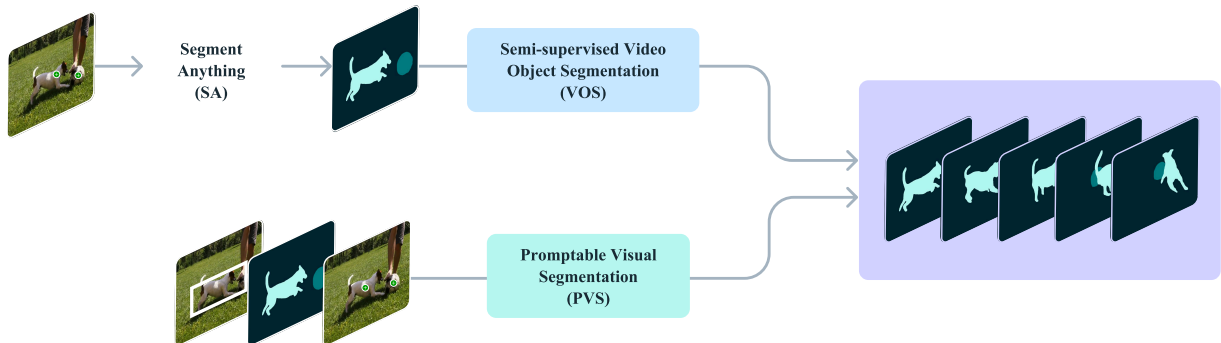 Segment
Anything
(SA)
Semi-supervised Video
Object Segmentation
(VOS)
Promptable Visual
Segmentation
(PVS)